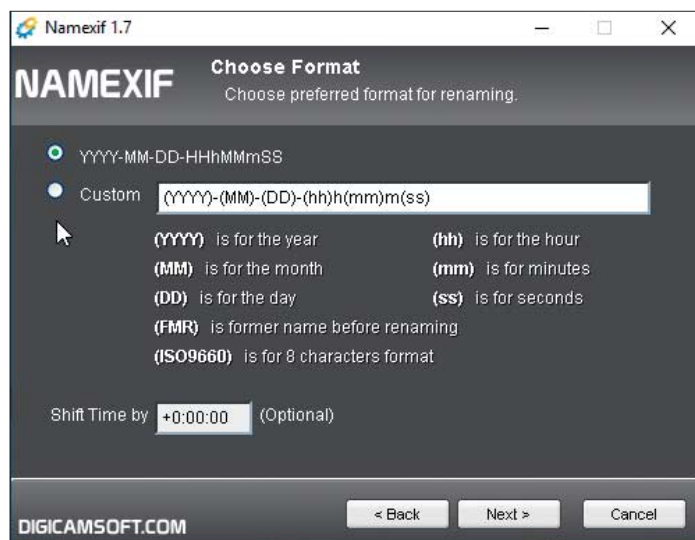 Namexif 1.7
NAMEXIF
Choose Format
Choose preferred format for renaming.
YYYY-MM-DD-HHhMMmSS
Custom (YYYY)-(MM)-(DD)-(hh)h(mm)m(ss)
(YYYY) is for the year (hh) is for the hour
(MM) is for the month (mm) is for minutes
(DD) is for the day (ss) is for seconds
(FMR) is former name before renaming
(ISO9660) is for 8 characters format
Shift Time by +0:00:00 (Optional)
DIGICAMSOFT.COM
< Back Next > Cancel